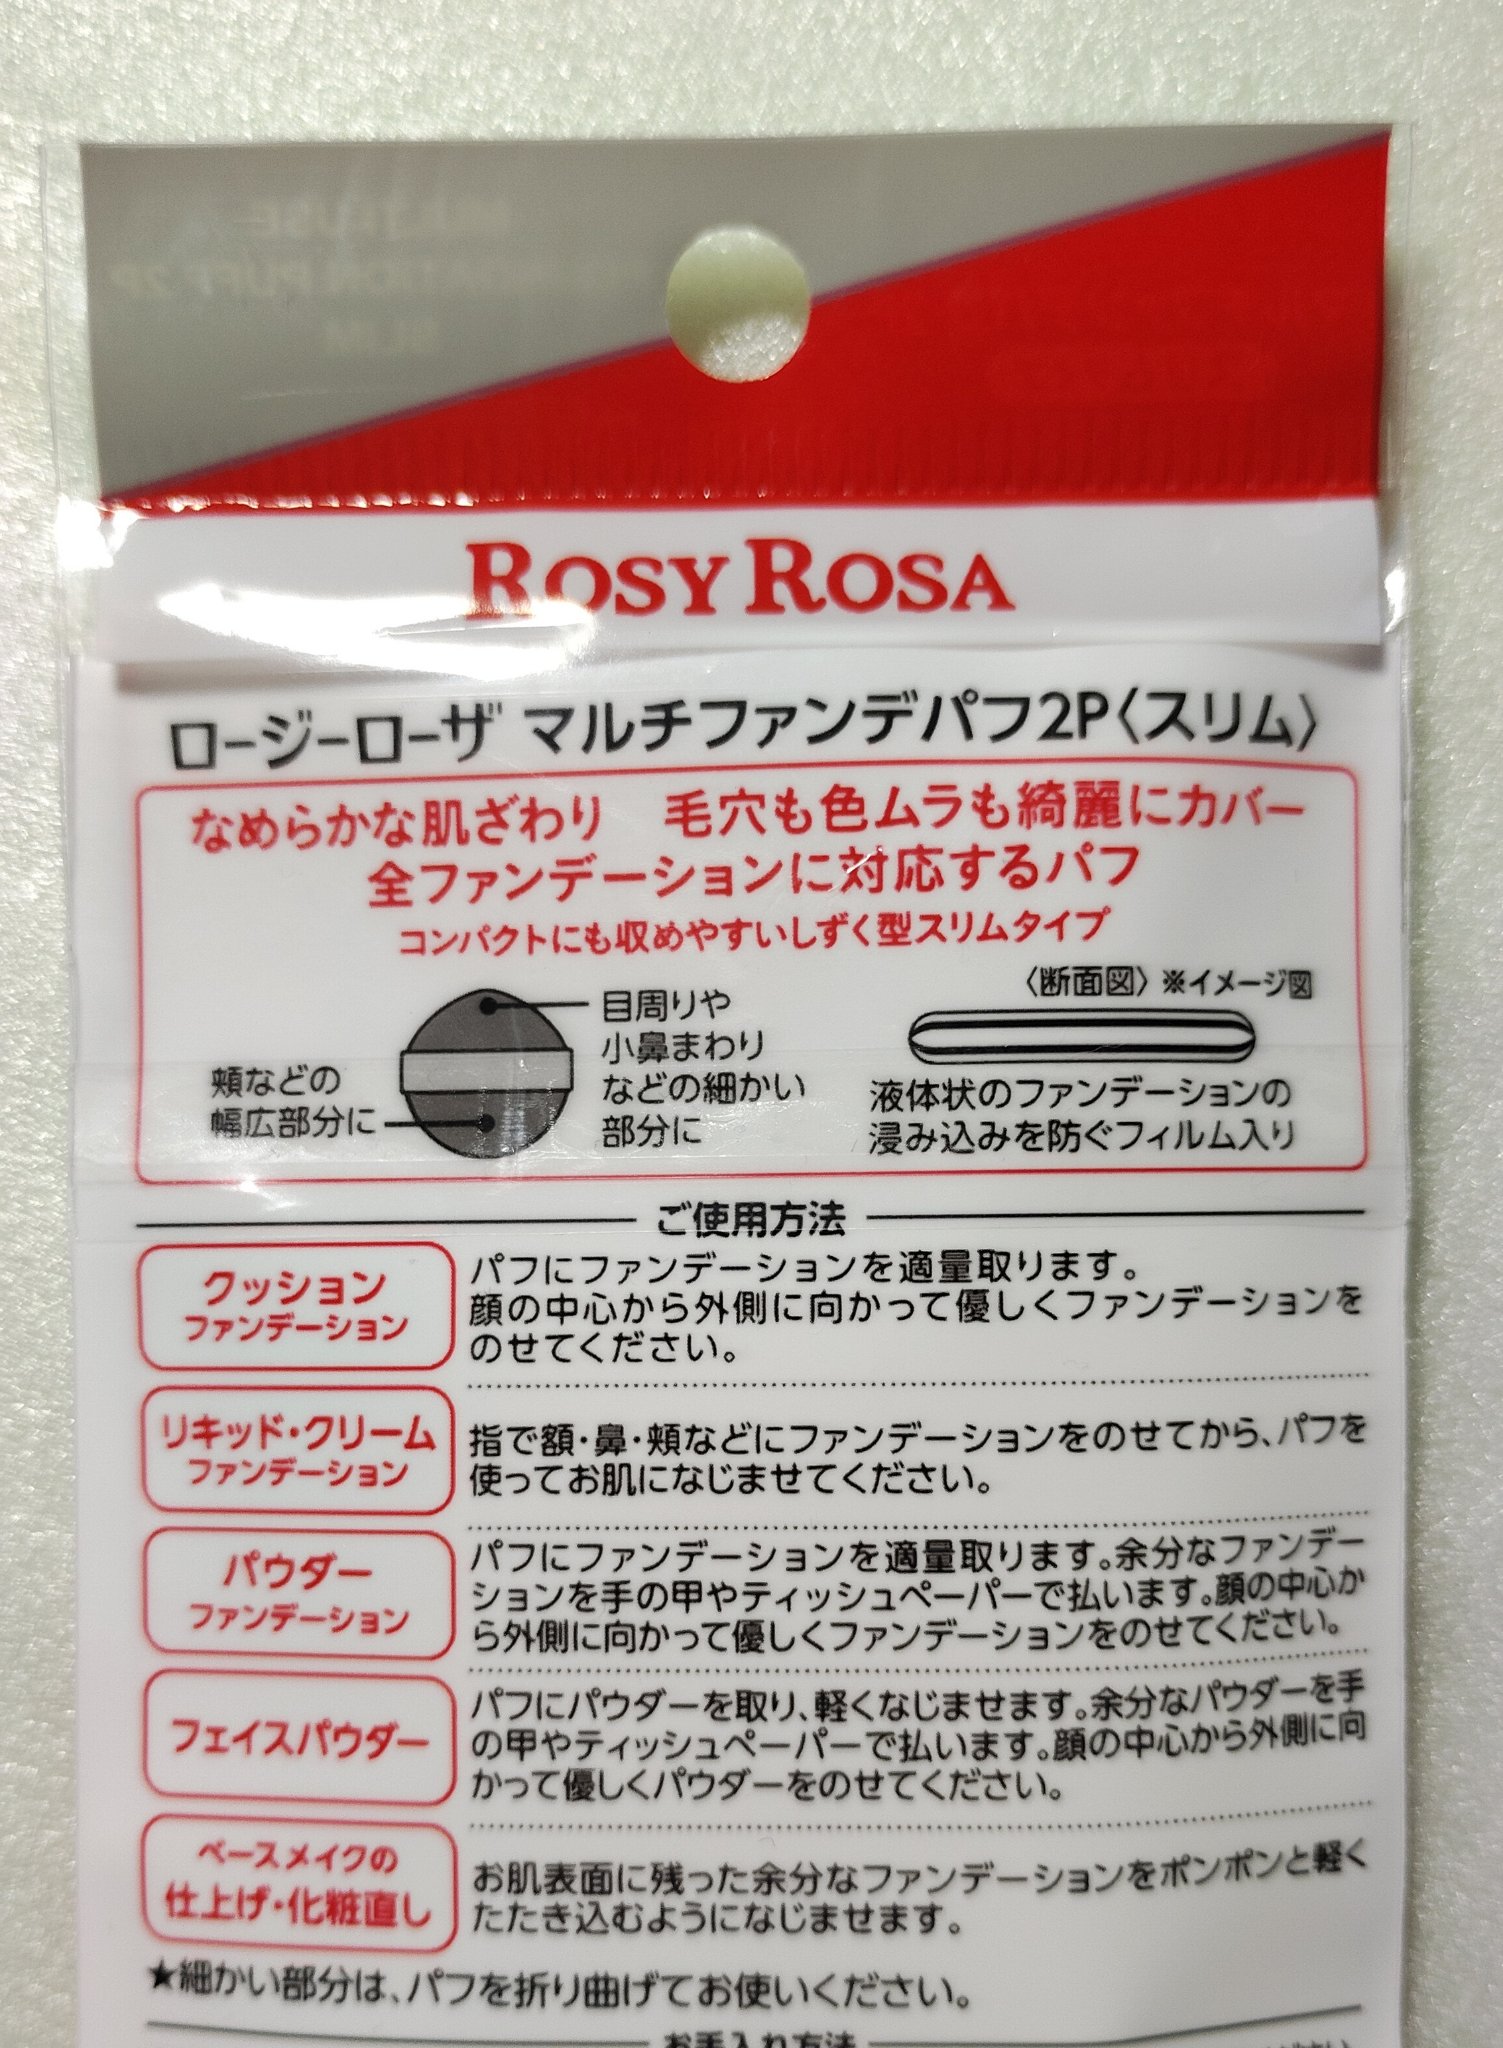 ROSY ROSA
ロージーローザ マルチファンデパフ2P〈スリム〉
なめらかな肌ざわり 毛穴も色ムラも綺麗にカバー
全ファンデーションに対応するパフ
コンパクトにも収めやすいしずく型スリムタイプ
目周りや
小鼻まわり
などの細かい
部分に
頬などの
幅広部分に
〈断面図〉※イメージ図
液体状のファンデーションの
浸み込みを防ぐフィルム入り
ご使用方法
クッション
ファンデーション
パフにファンデーションを適量取ります。
顔の中心から外側に向かって優しくファンデーションを
のせてください。
リキッド・クリーム
ファンデーション
指で額・鼻・頬などにファンデーションをのせてから、パフを
使ってお肌になじませてください。
パウダー
ファンデーション
パフにファンデーションを適量取ります。余分なファンデー
ションを手の甲やティッシュペーパーで払います。顔の中心か
ら外側に向かって優しくファンデーションをのせてください。
フェイスパウダー
パフにパウダーを取り、軽くなじませます。余分なパウダーを手
の甲やティッシュペーパーで払います。顔の中心から外側に向
かって優しくパウダーをのせてください。
ベースメイクの
仕上げ・化粧直し
お肌表面に残った余分なファンデーションをポンポンと軽く
たたき込むようになじませます。
★細かい部分は、パフを折り曲げてお使いください。
お手入れ方法